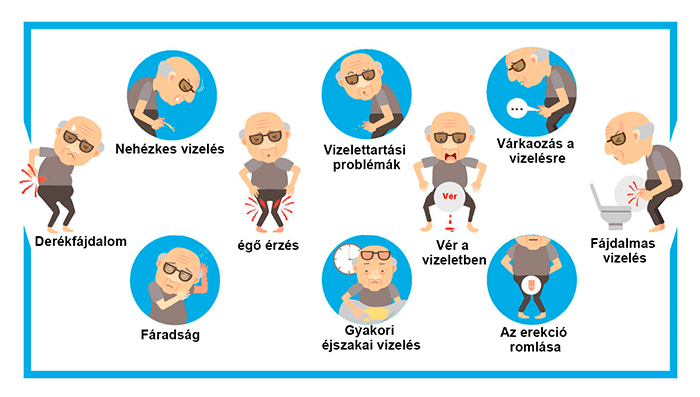 Nehézkes vizelés
Vizelettartási
problémák
Várkaozás a
vizelésre
Derékfájdalom
égő érzés
Vér
Vér a
vizeletben
Fájdalmas
vizelés
Fáradság
Gyakori
éjszakai vizelés
Az erekció
romlása